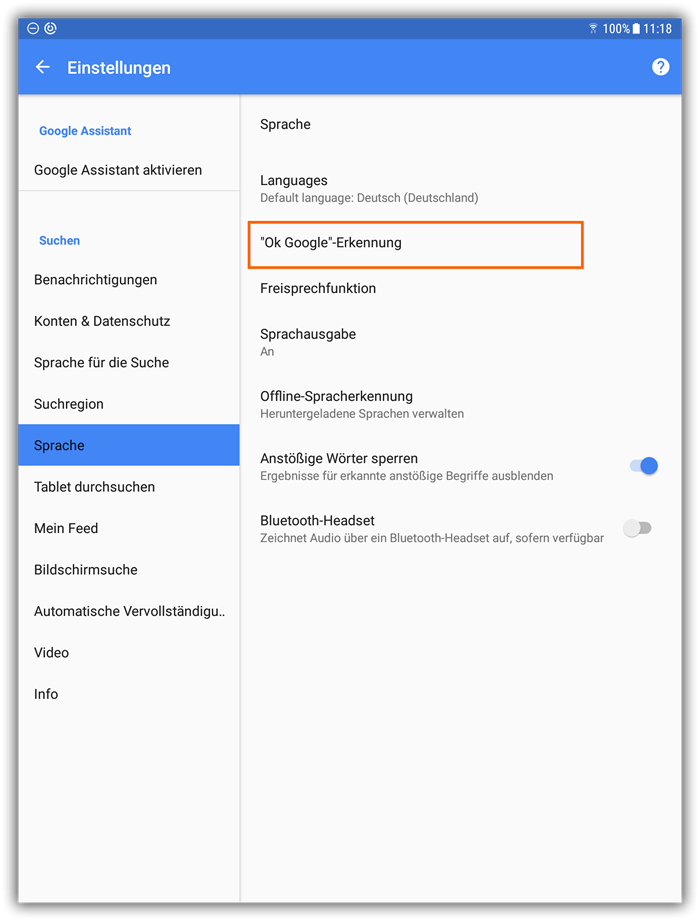 100% 11:18
Einstellungen
Google Assistant
Google Assistant aktivieren
Suchen
Benachrichtigungen
Konten & Datenschutz
Sprache für die Suche
Suchregion
Sprache
Tablet durchsuchen
Mein Feed
Bildschirmsuche
Automatische Vervollständigu..
Video
Info
Sprache
Languages
Default language: Deutsch (Deutschland)
"Ok Google"-Erkennung
Freisprechfunktion
Sprachausgabe
An
Offline-Spracherkennung
Heruntergeladene Sprachen verwalten
Anstößige Wörter sperren
Ergebnisse für erkannte anstößige Begriffe ausblenden
Bluetooth-Headset
Zeichnet Audio über ein Bluetooth-Headset auf, sofern verfügbar